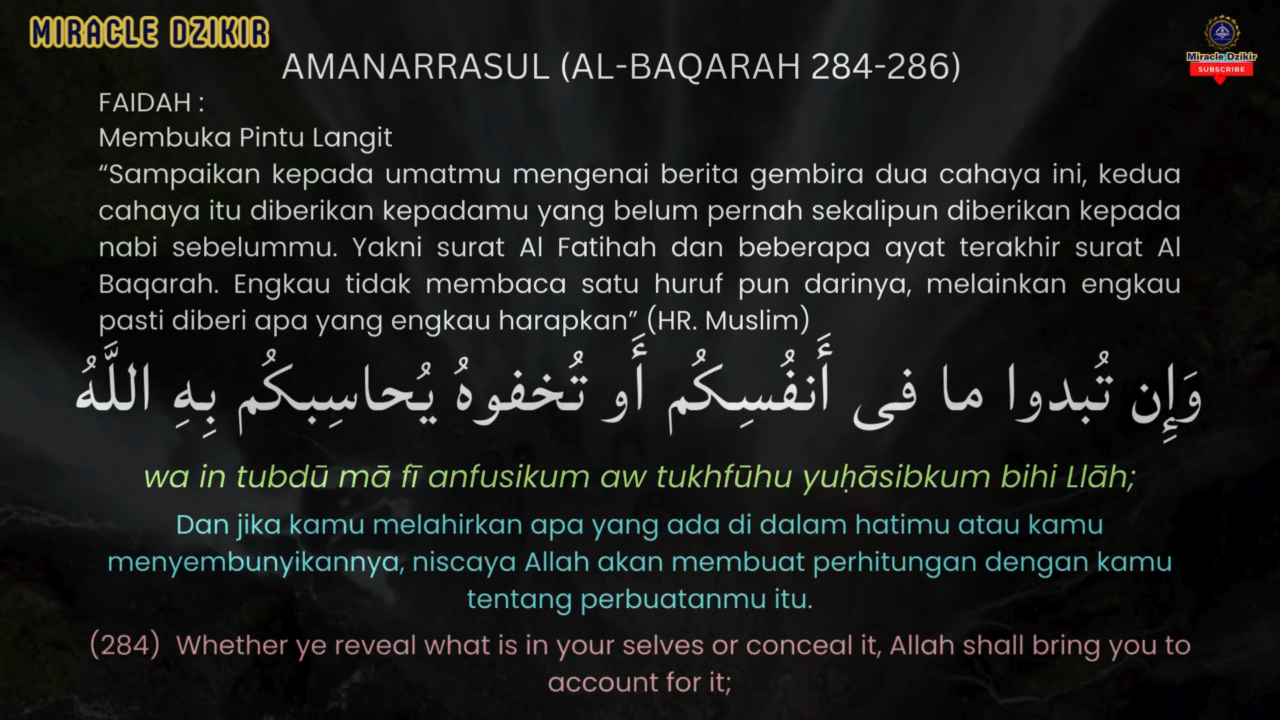 MIRACLE DZIKIR
Miracle Dzikir
SUBSCRIBE
AMANARRASUL (AL-BAQARAH 284-286)
FAIDAH :
Membuka Pintu Langit
“Sampaikan kepada umatmu mengenai berita gembira dua cahaya ini, kedua
cahaya itu diberikan kepadamu yang belum pernah sekalipun diberikan kepada
nabi sebelummu. Yakni surat Al Fatihah dan beberapa ayat terakhir surat Al
Baqarah. Engkau tidak membaca satu huruf pun darinya, melainkan engkau
pasti diberi apa yang engkau harapkan” (HR. Muslim)
وَإِن تُبدوا ما فى أَنفُسِكُم أَو تُخفوهُ يُحاسِبكُم بِهِ اللَّهُ
wa in tubdū mā fī anfusikum aw tukhfūhu yuḥāsibkum bihi Llāh;
Dan jika kamu melahirkan apa yang ada di dalam hatimu atau kamu
menyembunyikannya, niscaya Allah akan membuat perhitungan dengan kamu
tentang perbuatanmu itu.
(284) Whether ye reveal what is in your selves or conceal it, Allah shall bring you to
account for it;